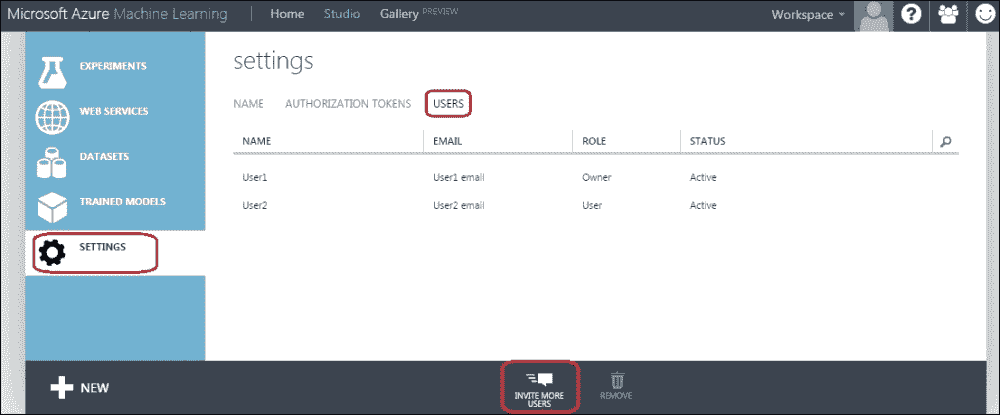 Microsoft Azure Machine Learning Home Studio Gallery PREVIEW Workspace ?
EXPERIMENTS
WEB SERVICES
DATASETS
TRAINED MODELS
SETTINGS
settings
NAME AUTHORIZATION TOKENS USERS
NAME EMAIL ROLE STATUS
User1 User1 email Owner Active
User2 User2 email User Active
NEW
INVITE MORE
USERS
REMOVE